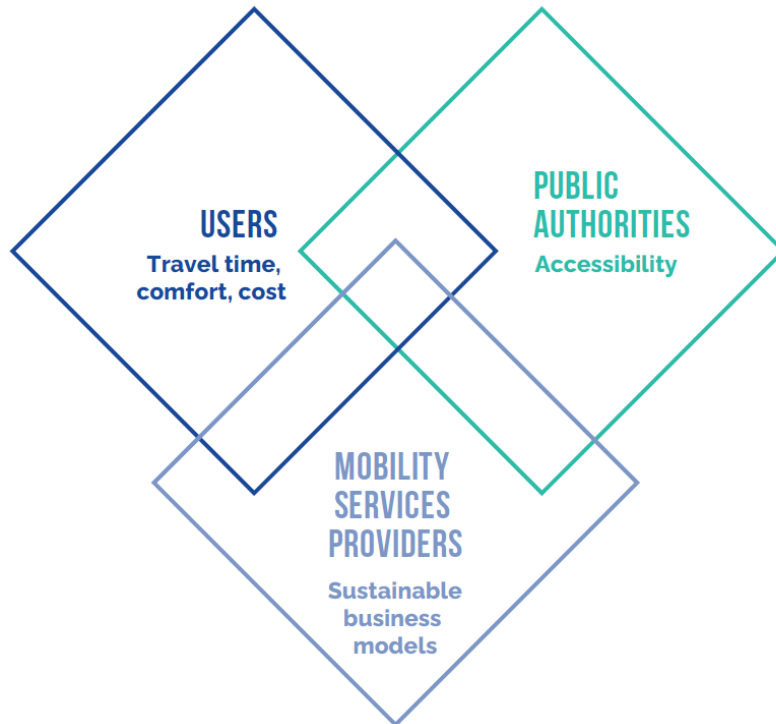 USERS
Travel time,
comfort, cost
PUBLIC
AUTHORITIES
Accessibility
MOBILITY
SERVICES
PROVIDERS
Sustainable
business
models